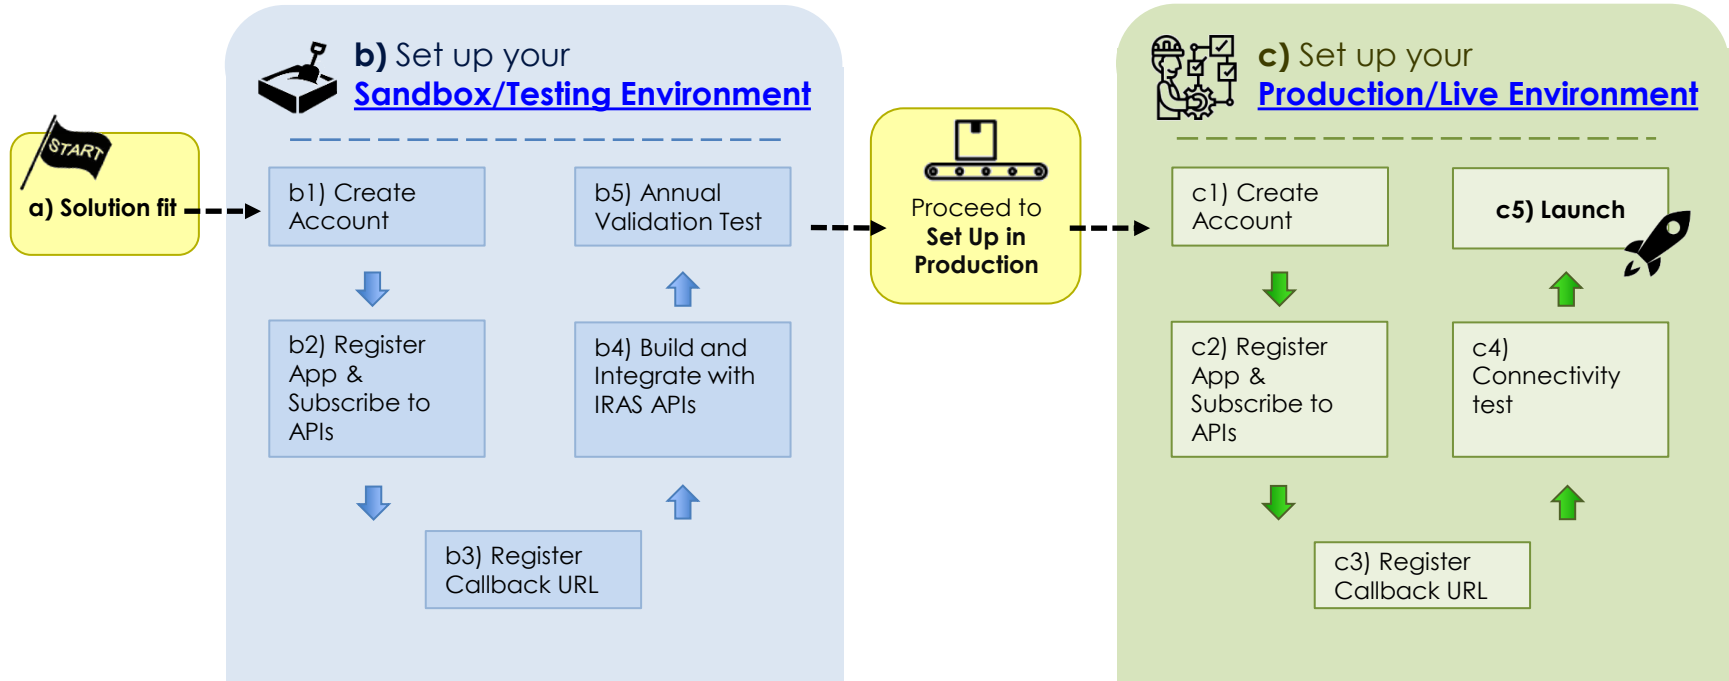 START
a) Solution fit
b) Set up your
Sandbox/Testing Environment
b1) Create
Account
b2) Register
App &
Subscribe to
APIs
b3) Register
Callback URL
b4) Build and
Integrate with
IRAS APIs
b5) Annual
Validation Test
Proceed to
Set Up in
Production
c) Set up your
Production/Live Environment
c1) Create
Account
c2) Register
App &
Subscribe to
APIs
c3) Register
Callback URL
c4)
Connectivity
test
c5) Launch